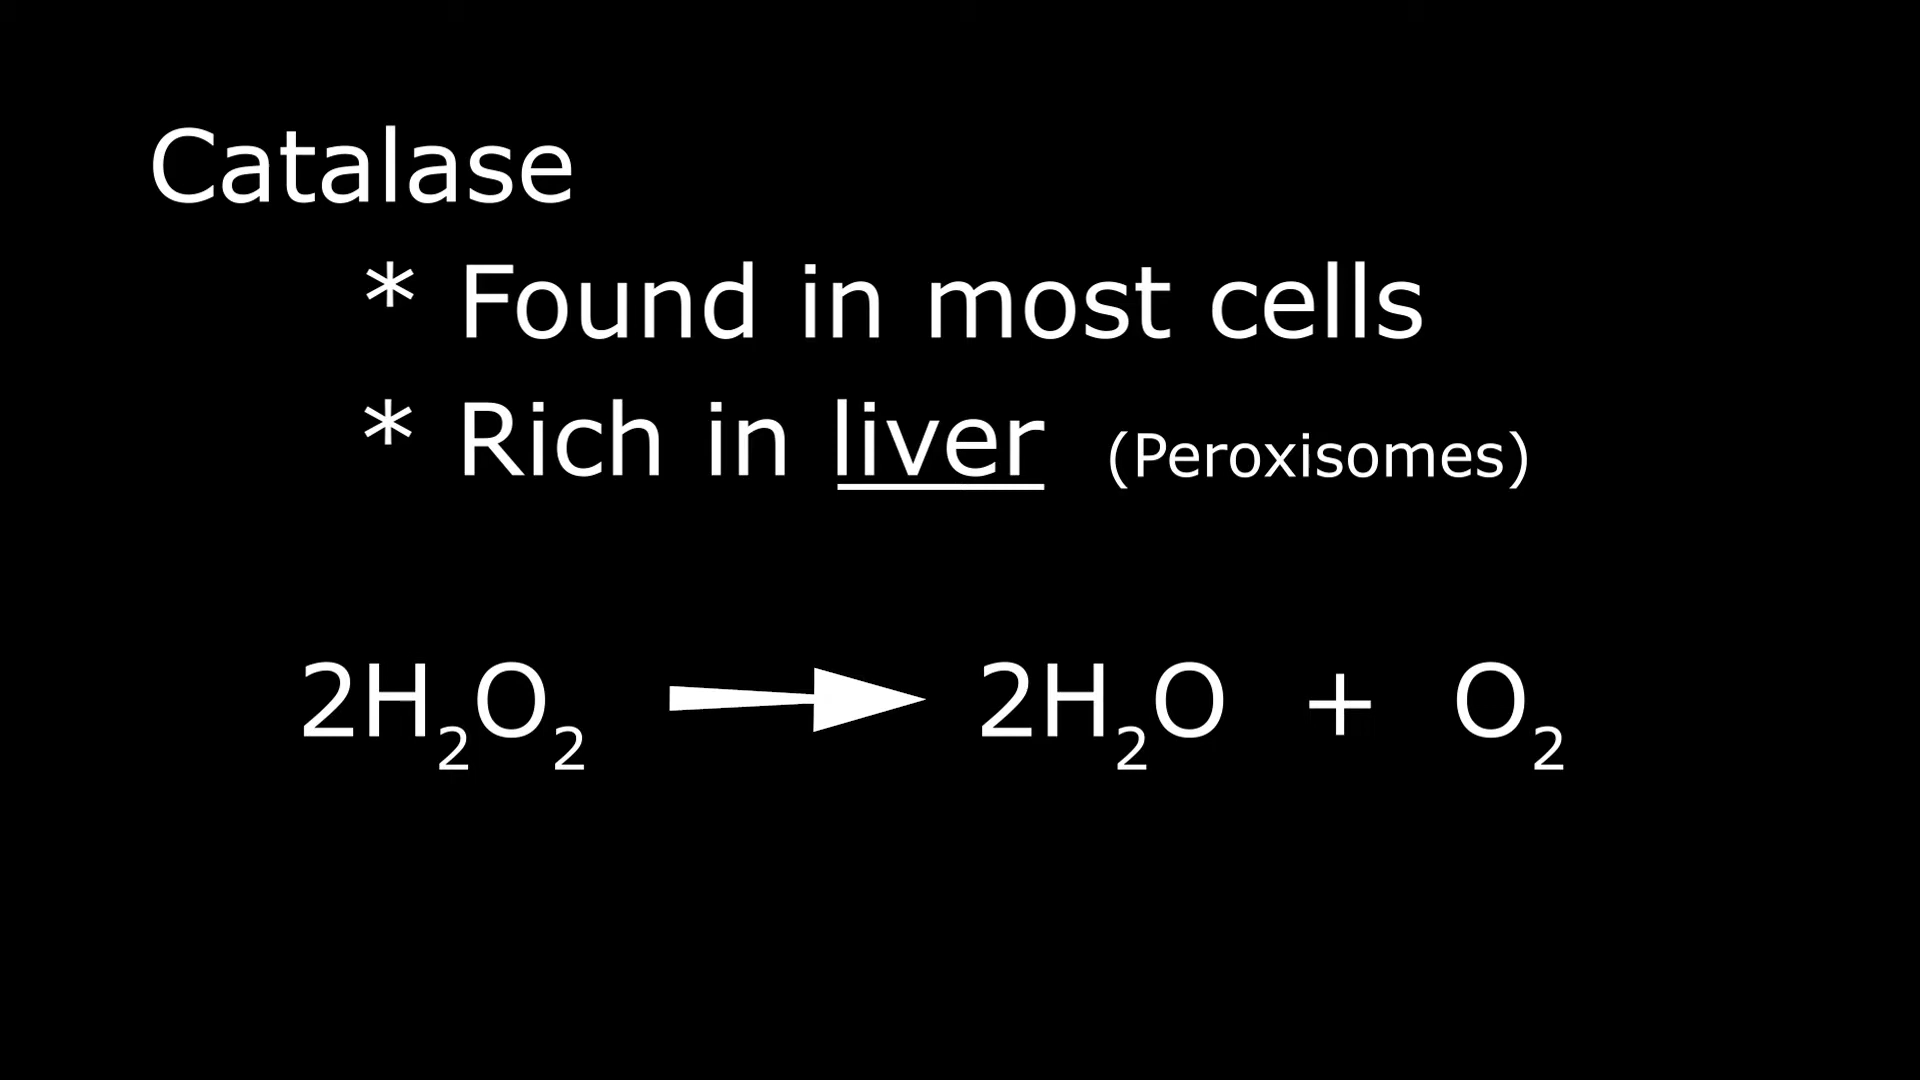 Catalase
* Found in most cells
* Rich in liver (Peroxisomes)
2H₂O₂ → 2H₂O + O₂